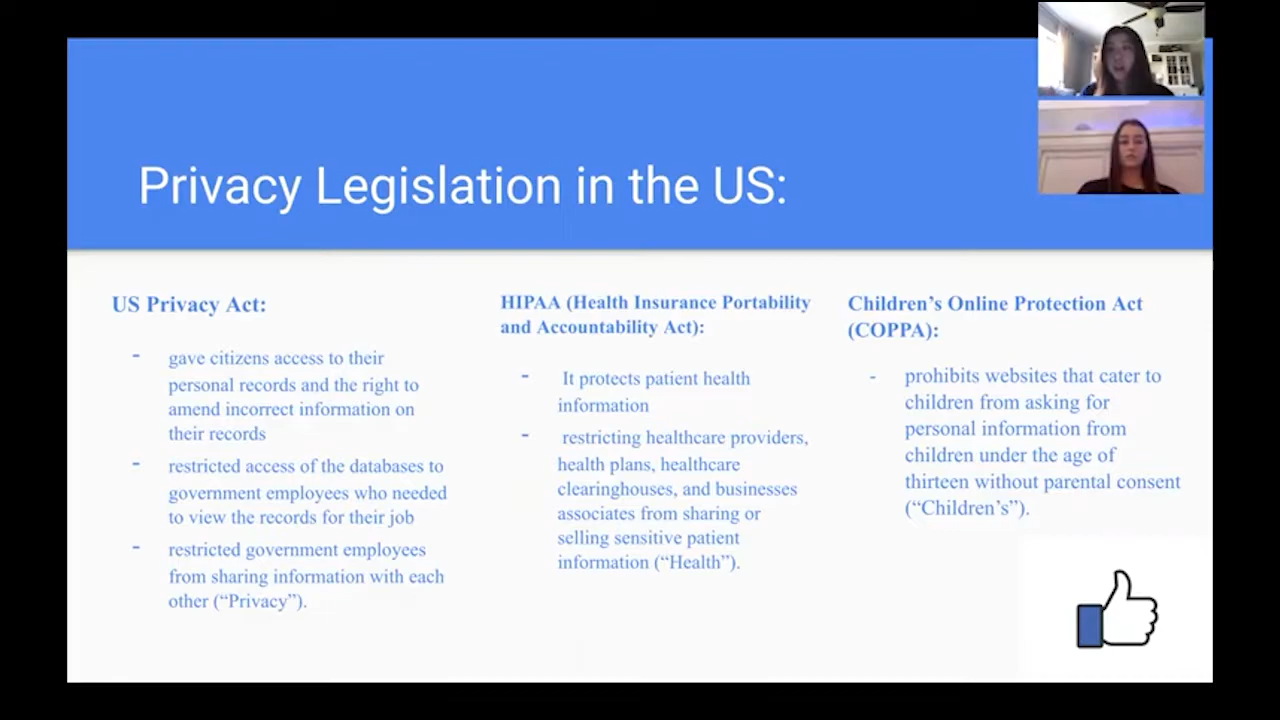 Privacy Legislation in the US:
US Privacy Act:
- gave citizens access to their
personal records and the right to
amend incorrect information on
their records
- restricted access of the databases to
government employees who needed
to view the records for their job
- restricted government employees
from sharing information with each
other (“Privacy”).
HIPAA (Health Insurance Portability
and Accountability Act):
- It protects patient health
information
- restricting healthcare providers,
health plans, healthcare
clearinghouses, and businesses
associates from sharing or
selling sensitive patient
information (“Health”).
Children’s Online Protection Act
(COPPA):
- prohibits websites that cater to
children from asking for
personal information from
children under the age of
thirteen without parental consent
(“Children’s”).